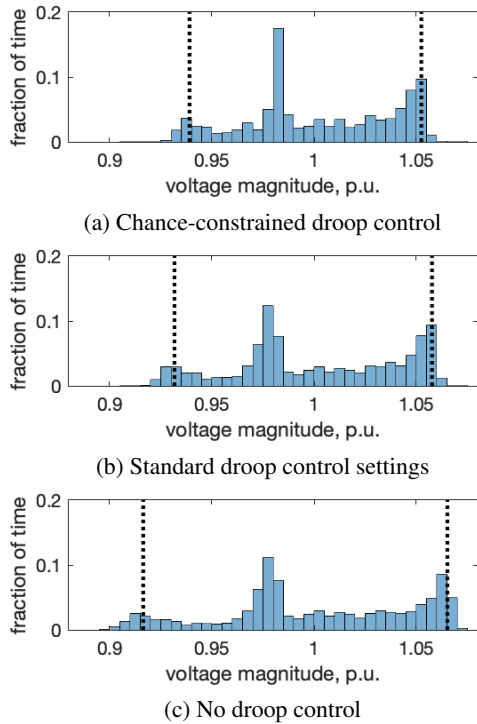 0.2
0.1
0
fraction of time
0.9 0.95 1 1.05
voltage magnitude, p.u.
(a) Chance-constrained droop control
0.2
0.1
0
fraction of time
0.9 0.95 1 1.05
voltage magnitude, p.u.
(b) Standard droop control settings
0.2
0.1
0
fraction of time
0.9 0.95 1 1.05
voltage magnitude, p.u.
(c) No droop control